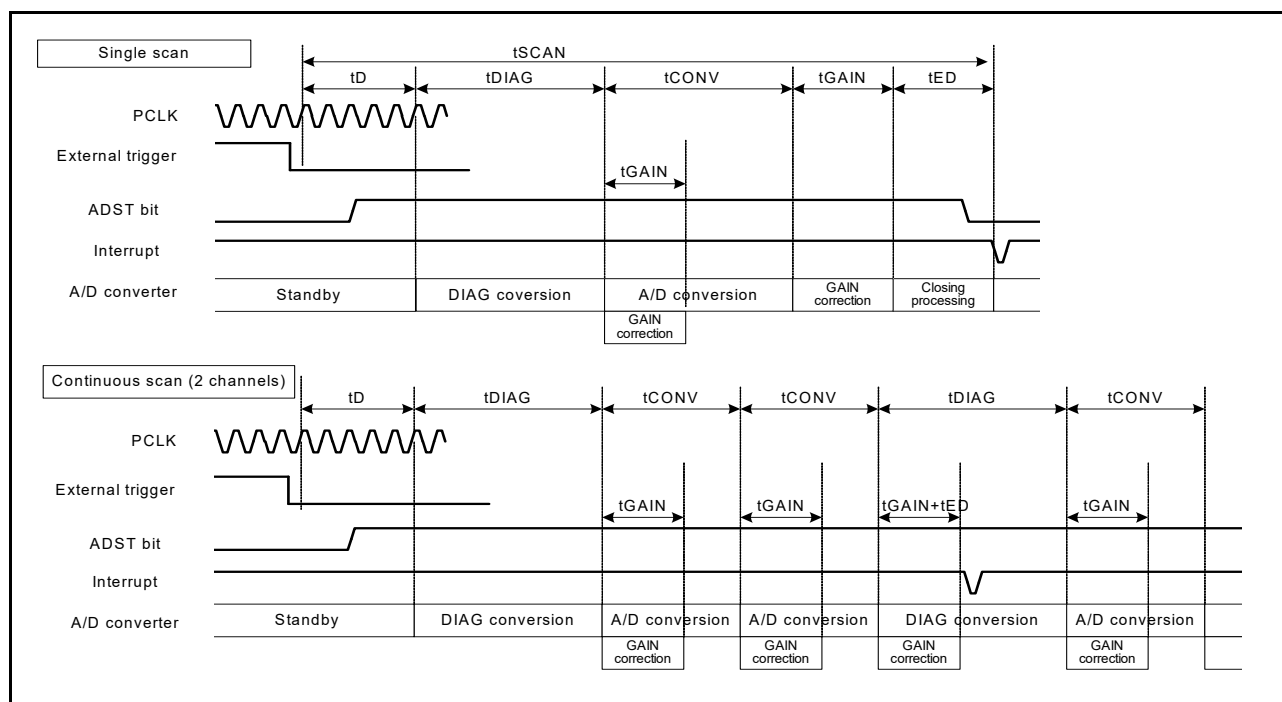 Single scan
tSCAN
tD tDIAG tCONV tGAIN tED
PCLK
External trigger
tGAIN
ADST bit
Interrupt
A/D converter Standby DIAG coversion A/D conversion GAIN correction Closing processing
GAIN correction
Continuous scan (2 channels)
tD tDIAG tCONV tCONV tDIAG tCONV
PCLK
External trigger
tGAIN tGAIN tGAIN+tED tGAIN
ADST bit
Interrupt
A/D converter Standby DIAG conversion A/D conversion A/D conversion DIAG conversion A/D conversion
GAIN correction GAIN correction GAIN correction GAIN correction